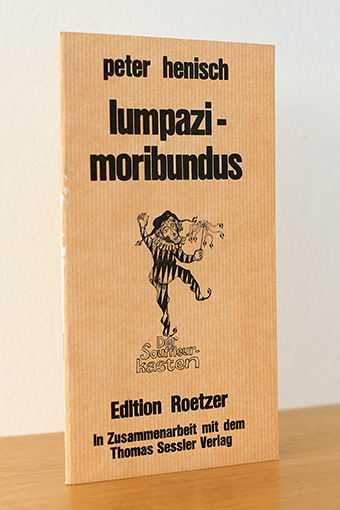 peter henisch
lumpazi-
moribundus
Der
Souffleur-
kasten
Edition Roetzer
In Zusammenarbeit mit dem
Thomas Sessler Verlag